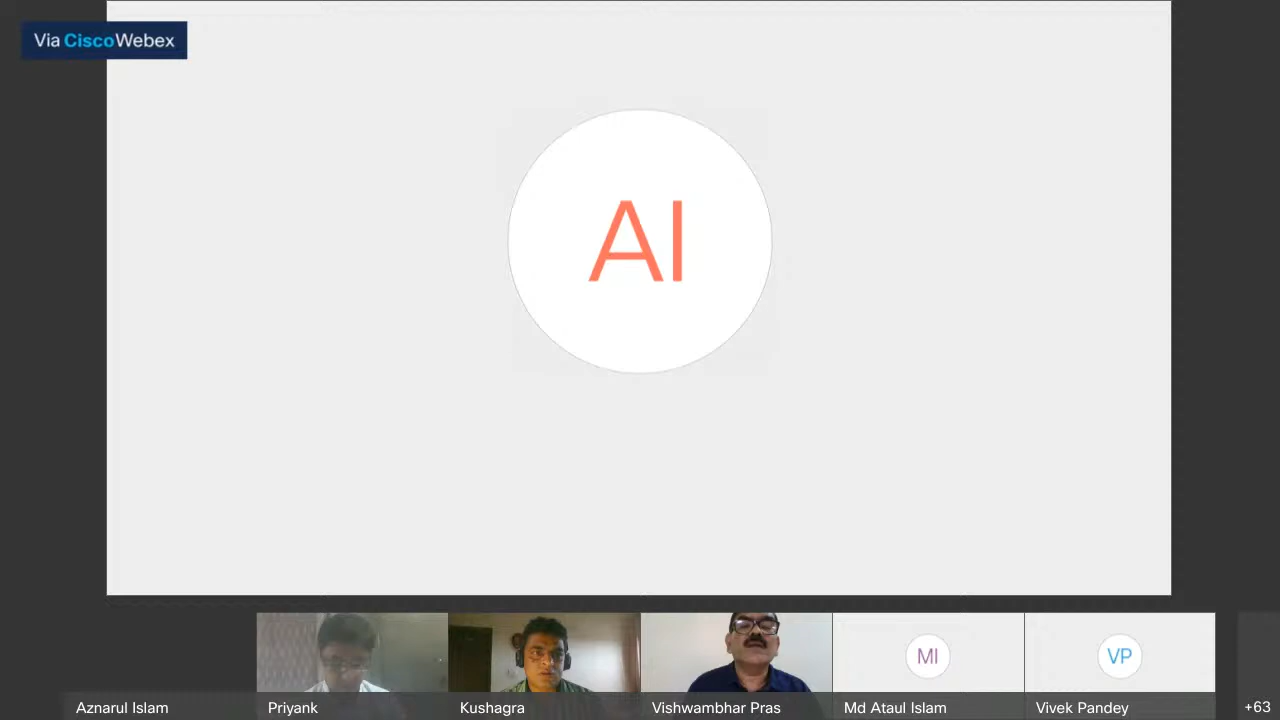 Via CiscoWebex
AI
MI
VP
Aznarul Islam
Priyank
Kushagra
Vishwambhar Pras
Md Ataul Islam
Vivek Pandey
+63